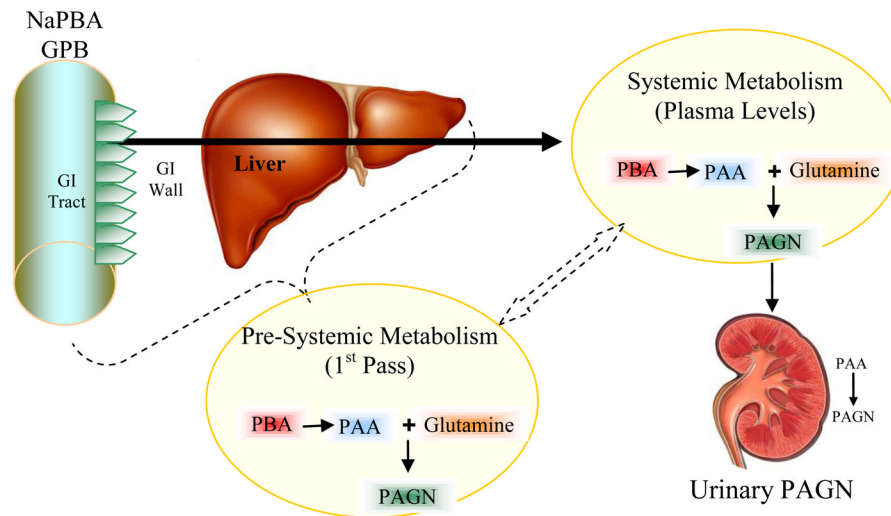 NaPBA
GPB
GI
Tract
GI
Wall
Liver
Systemic Metabolism
(Plasma Levels)
PBA PAA + Glutamine
PAGN
Pre-Systemic Metabolism
(1st Pass)
PBA PAA + Glutamine
PAGN
PAA
PAGN
Urinary PAGN